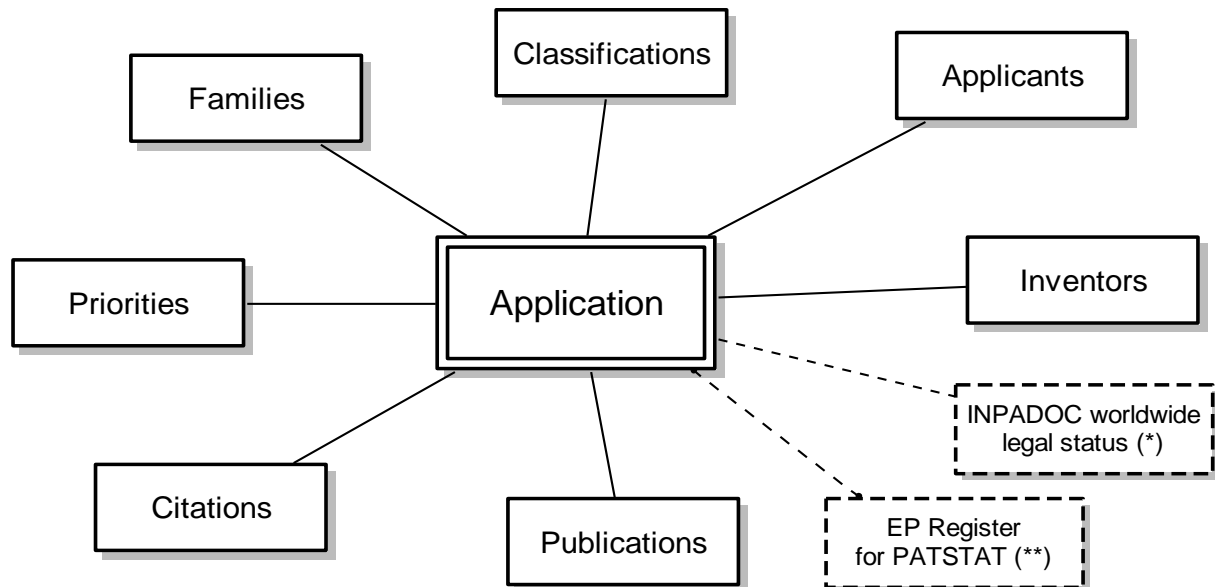 Classifications
Applicants
Families
Inventors
Priorities
Application
INPADOC worldwide
legal status (*)
Citations
Publications
EP Register
for PATSTAT (**)